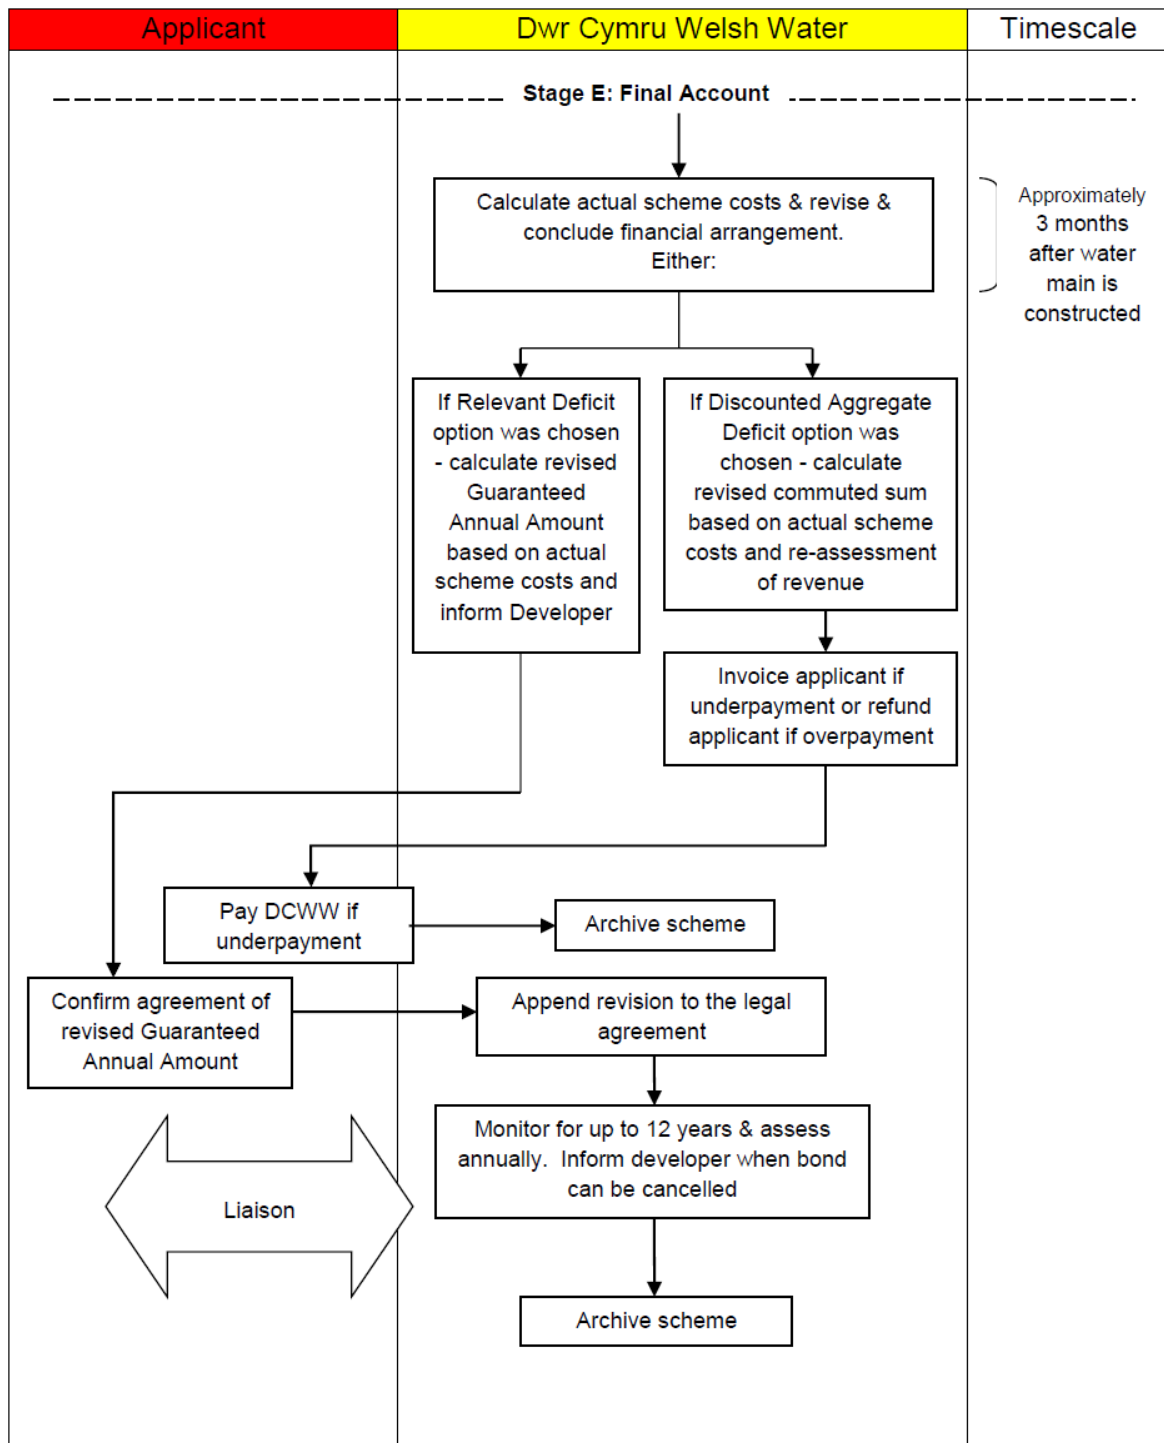 Applicant
Dwr Cymru Welsh Water
Timescale
Stage E: Final Account
Calculate actual scheme costs & revise &
conclude financial arrangement.
Either:
Approximately
3 months
after water
main is
constructed
If Relevant Deficit
option was chosen
- calculate revised
Guaranteed
Annual Amount
based on actual
scheme costs and
inform Developer
If Discounted Aggregate
Deficit option was
chosen - calculate
revised commuted sum
based on actual scheme
costs and re-assessment
of revenue
Invoice applicant if
underpayment or refund
applicant if overpayment
Pay DCWW if
underpayment
Archive scheme
Confirm agreement of
revised Guaranteed
Annual Amount
Append revision to the legal
agreement
Monitor for up to 12 years & assess
annually.  Inform developer when bond
can be cancelled
Liaison
Archive scheme